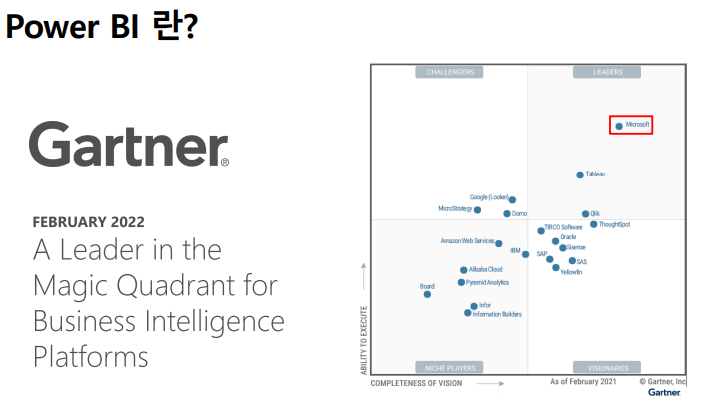 Power BI 란?
Gartner®
FEBRUARY 2022
A Leader in the
Magic Quadrant for
Business Intelligence
Platforms
CHALLENGERS
LEADERS
Microsoft
Tableau
Google (Looker)
MicroStrategy
Domo
Qlik
ThoughtSpot
TIBCO Software
Oracle
Amazon Web Services
Sisense
IBM
SAP
SAS
Yellowfin
Alibaba Cloud
Pyramid Analytics
Board
Infor
Information Builders
ABILITY TO EXECUTE
NICHE PLAYERS
VISIONARIES
COMPLETENESS OF VISION
As of February 2021
© Gartner, Inc
Gartner